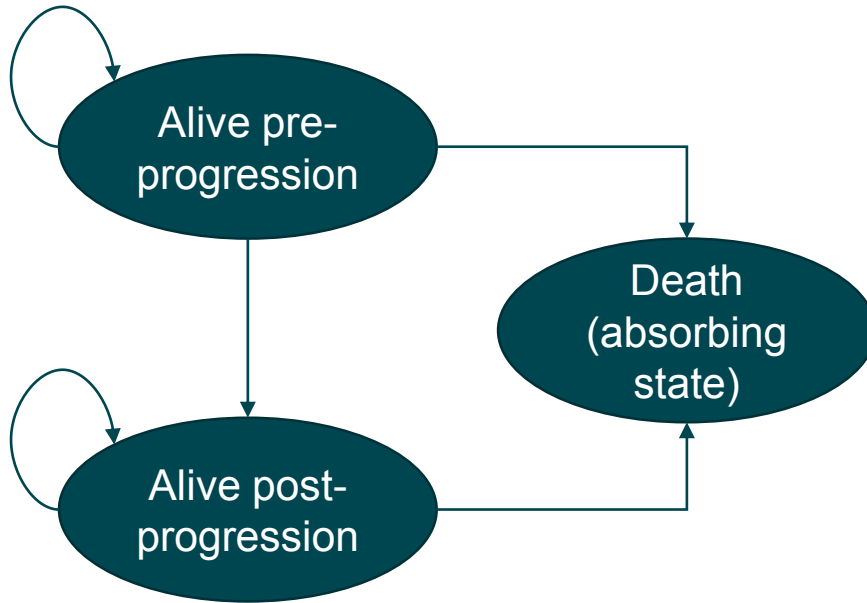 Alive pre-
progression
Death
(absorbing
state)
Alive post-
progression